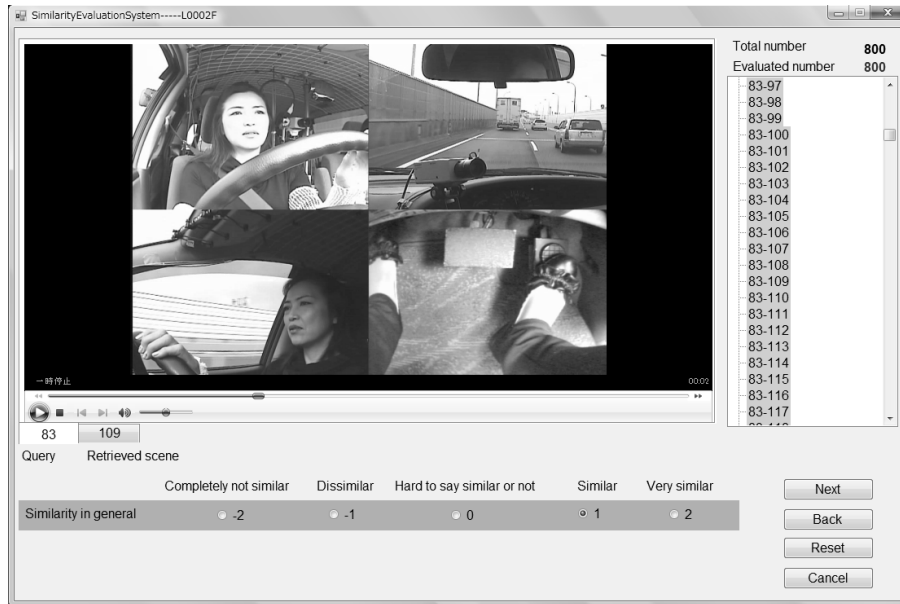 SimilarityEvaluationSystem-----L0002F
Total number 800
Evaluated number 800
83-97
83-98
83-99
83-100
83-101
83-102
83-103
83-104
83-105
83-106
83-107
83-108
83-109
83-110
83-111
83-112
83-113
83-114
83-115
83-116
83-117
一時停止 00:02
83 109
Query Retrieved scene
Completely not similar Dissimilar Hard to say similar or not Similar Very similar
Similarity in general -2 -1 0 1 2
Next
Back
Reset
Cancel